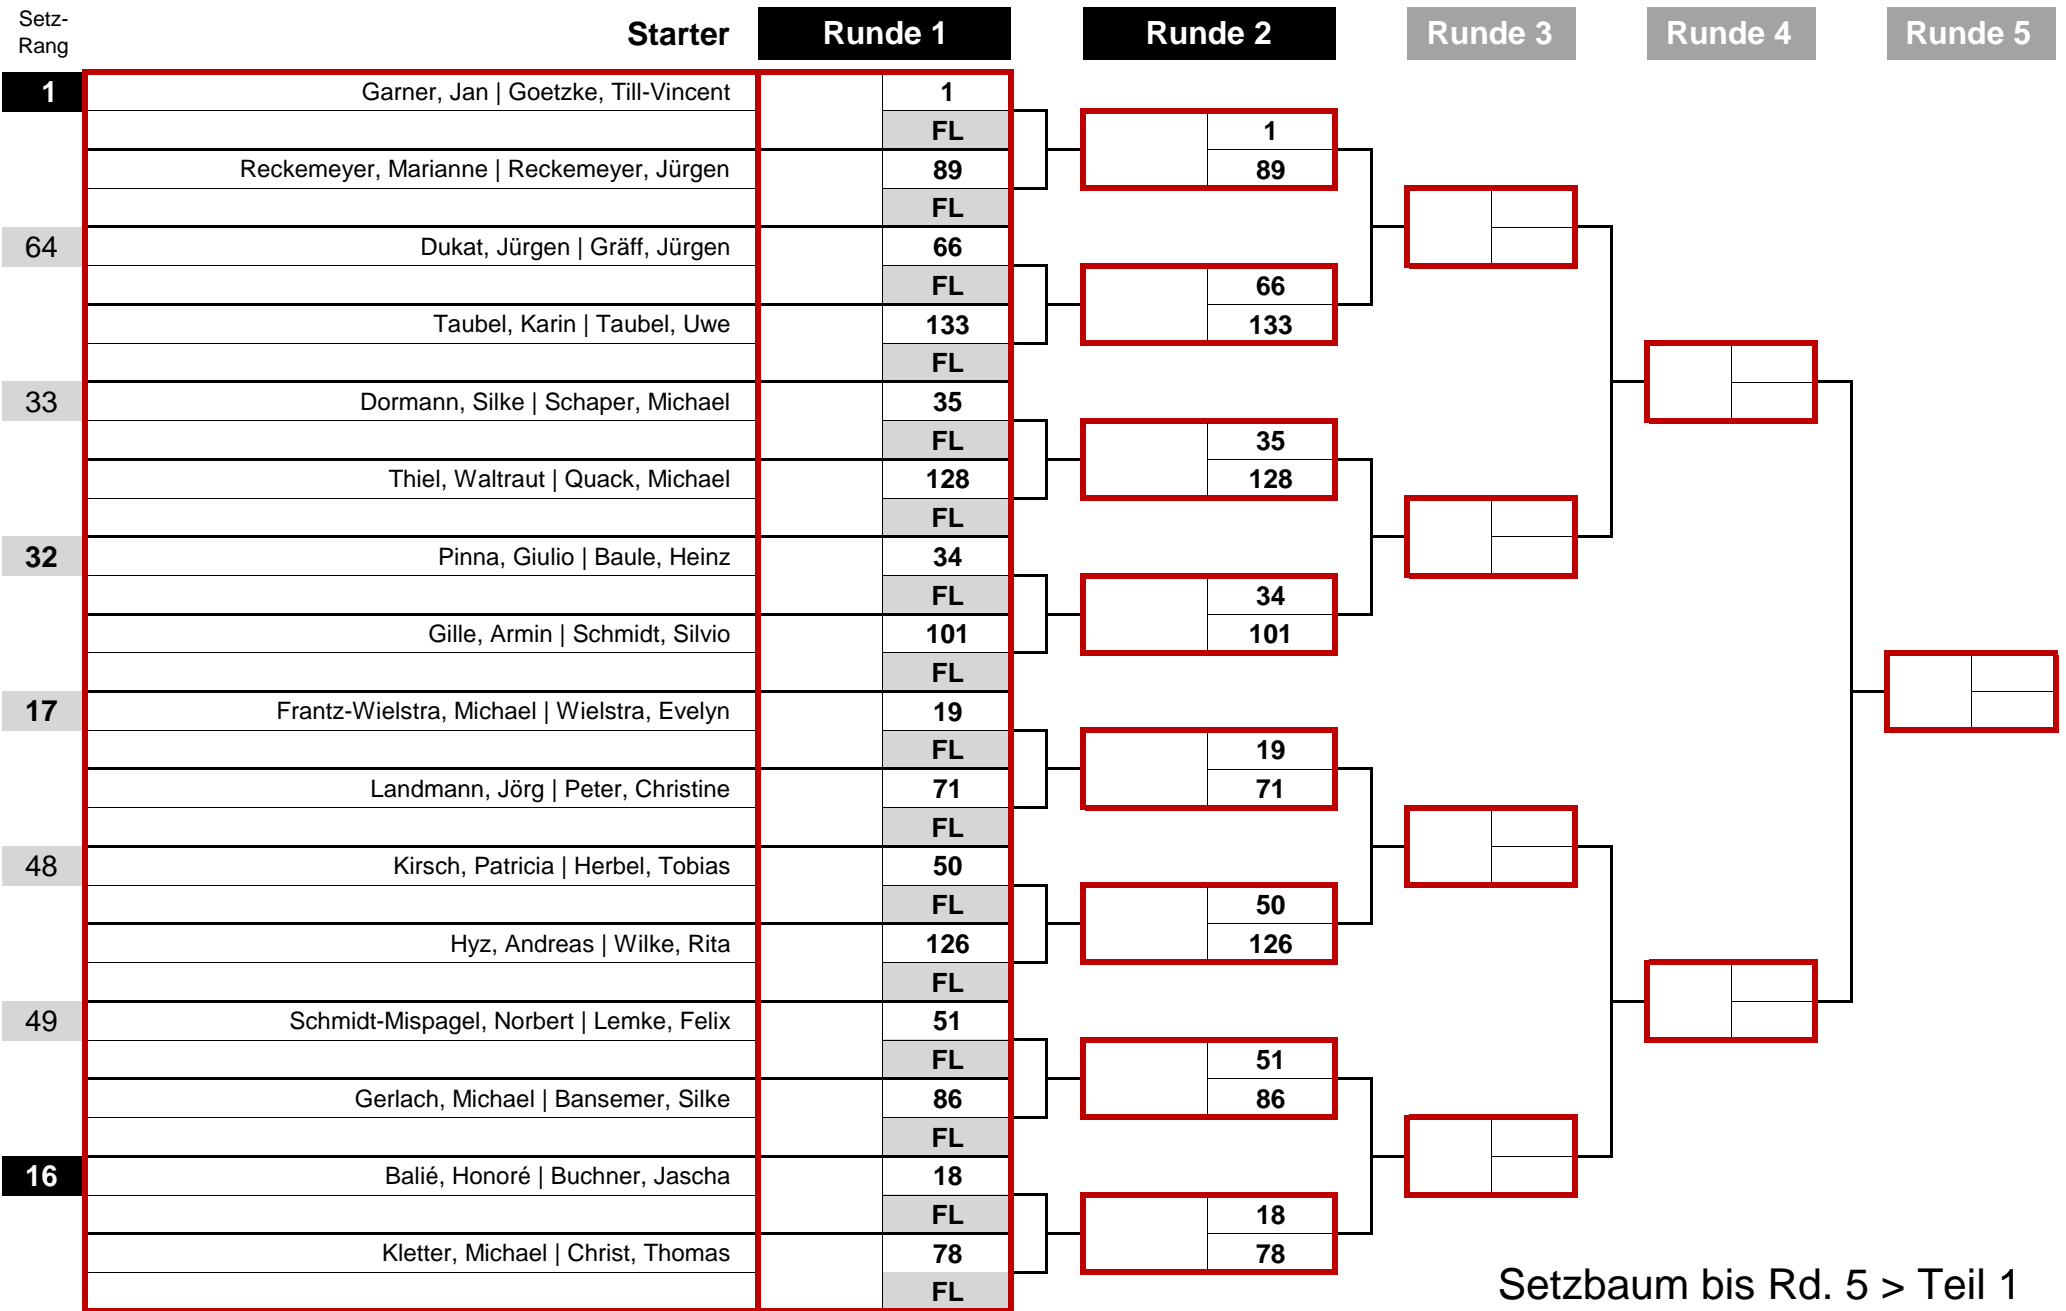 Setz-
Rang
Starter Runde 1 Runde 2 Runde 3 Runde 4 Runde 5
1 Garner, Jan | Goetzke, Till-Vincent 1
FL 1
Reckemeyer, Marianne | Reckemeyer, Jürgen 89 89
FL
64 Dukat, Jürgen | Gräff, Jürgen 66
FL 66
Taubel, Karin | Taubel, Uwe 133 133
FL
33 Dormann, Silke | Schaper, Michael 35
FL 35
Thiel, Waltraut | Quack, Michael 128 128
FL
32 Pinna, Giulio | Baule, Heinz 34
FL 34
Gille, Armin | Schmidt, Silvio 101 101
FL
17 Frantz-Wielstra, Michael | Wielstra, Evelyn 19
FL 19
Landmann, Jörg | Peter, Christine 71 71
FL
48 Kirsch, Patricia | Herbel, Tobias 50
FL 50
Hyz, Andreas | Wilke, Rita 126 126
FL
49 Schmidt-Mispagel, Norbert | Lemke, Felix 51
FL 51
Gerlach, Michael | Bansemer, Silke 86 86
FL
16 Balié, Honoré | Buchner, Jascha 18
FL 18
Kletter, Michael | Christ, Thomas 78 78
FL
Setzbaum bis Rd. 5 > Teil 1